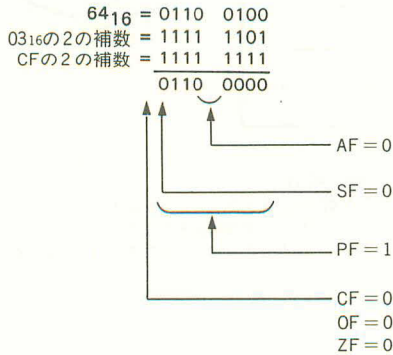 64₁₆ = 0110 0100
03₁₆の2の補数 = 1111 1101
CFの2の補数 = 1111 1111
0110 0000
AF=0
SF=0
PF=1
CF=0
OF=0
ZF=0